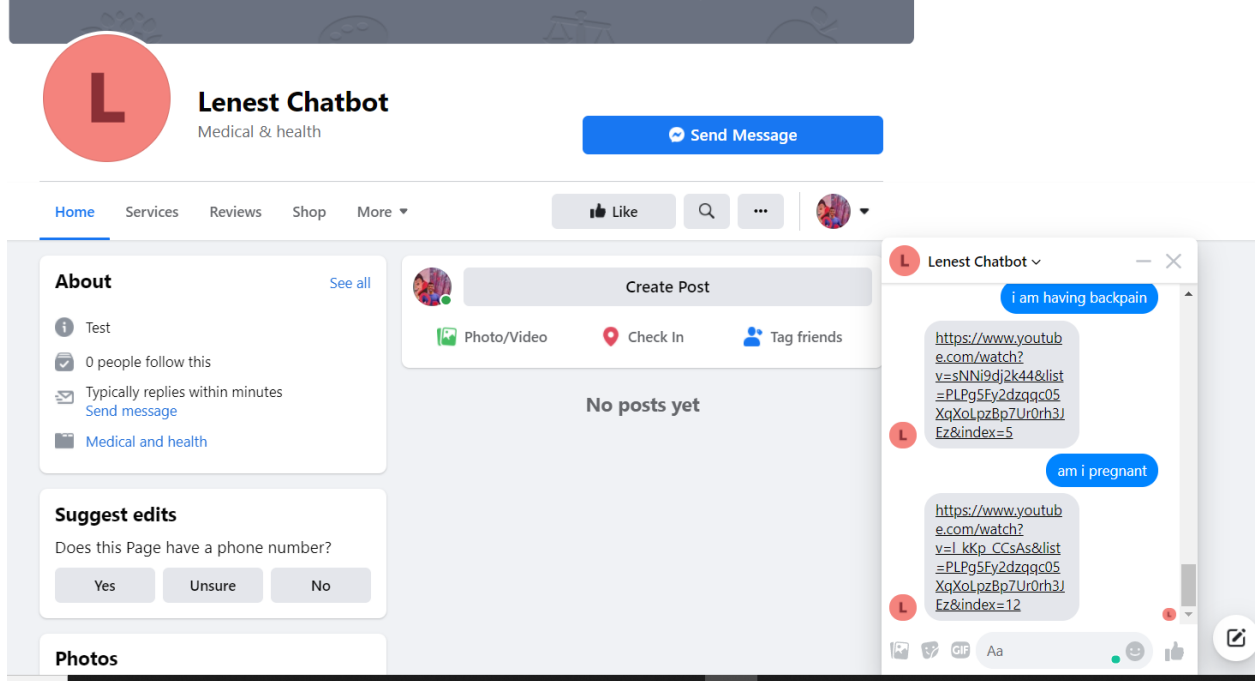 L
Lenest Chatbot
Medical & health
Send Message
Home Services Reviews Shop More
Like
About See all
Test
0 people follow this
Typically replies within minutes
Send message
Medical and health
Suggest edits
Does this Page have a phone number?
Yes Unsure No
Photos
Create Post
Photo/Video Check In Tag friends
No posts yet
L Lenest Chatbot
i am having backpain
https://www.youtub
e.com/watch?
v=sNNi9dj2k44&list
=PLPg5Fy2dzqqc05
XqXoLpzBp7Ur0rh3J
Ez&index=5
L
am i pregnant
https://www.youtub
e.com/watch?
v=l_kKp_CCsAs&list
=PLPg5Fy2dzqqc05
XqXoLpzBp7Ur0rh3J
Ez&index=12
L
L
GIF Aa